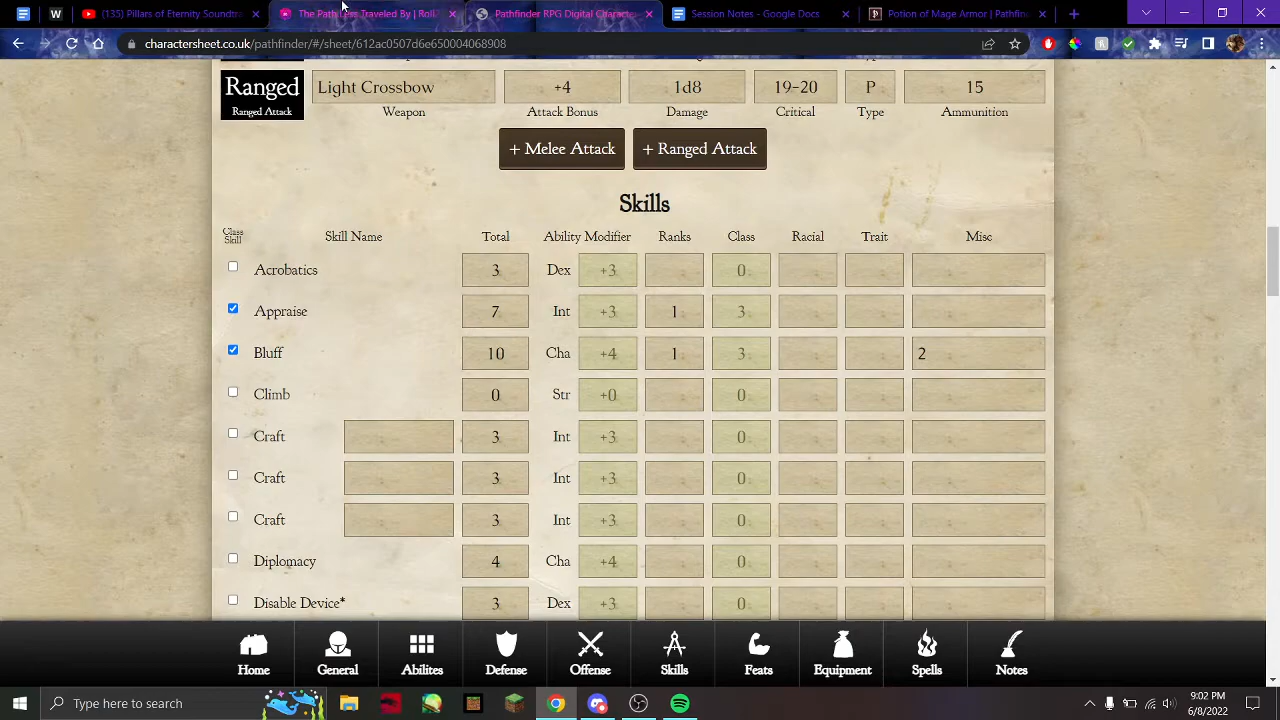 (135) Pillars of Eternity Soundtra
The Path Less Traveled By | Roll
Pathfinder RPG Digital Characte
Session Notes - Google Docs
Potion of Mage Armor | Pathfin
charactersheet.co.uk/pathfinder/#/sheet/612ac0507d6e650004068908
Ranged
Ranged Attack
Light Crossbow
+4
1d8
19-20
P
15
Weapon
Attack Bonus
Damage
Critical
Type
Ammunition
+ Melee Attack
+ Ranged Attack
Skills
Class Skill
Skill Name
Total
Ability Modifier
Ranks
Class
Racial
Trait
Misc
Acrobatics 3 Dex +3 0
Appraise 7 Int +3 1 3
Bluff 10 Cha +4 1 3 2
Climb 0 Str +0 0
Craft 3 Int +3 0
Craft 3 Int +3 0
Craft 3 Int +3 0
Diplomacy 4 Cha +4 0
Disable Device* 3 Dex +3 0
Home
General
Abilites
Defense
Offense
Skills
Feats
Equipment
Spells
Notes
Type here to search
9:02 PM
6/8/2022